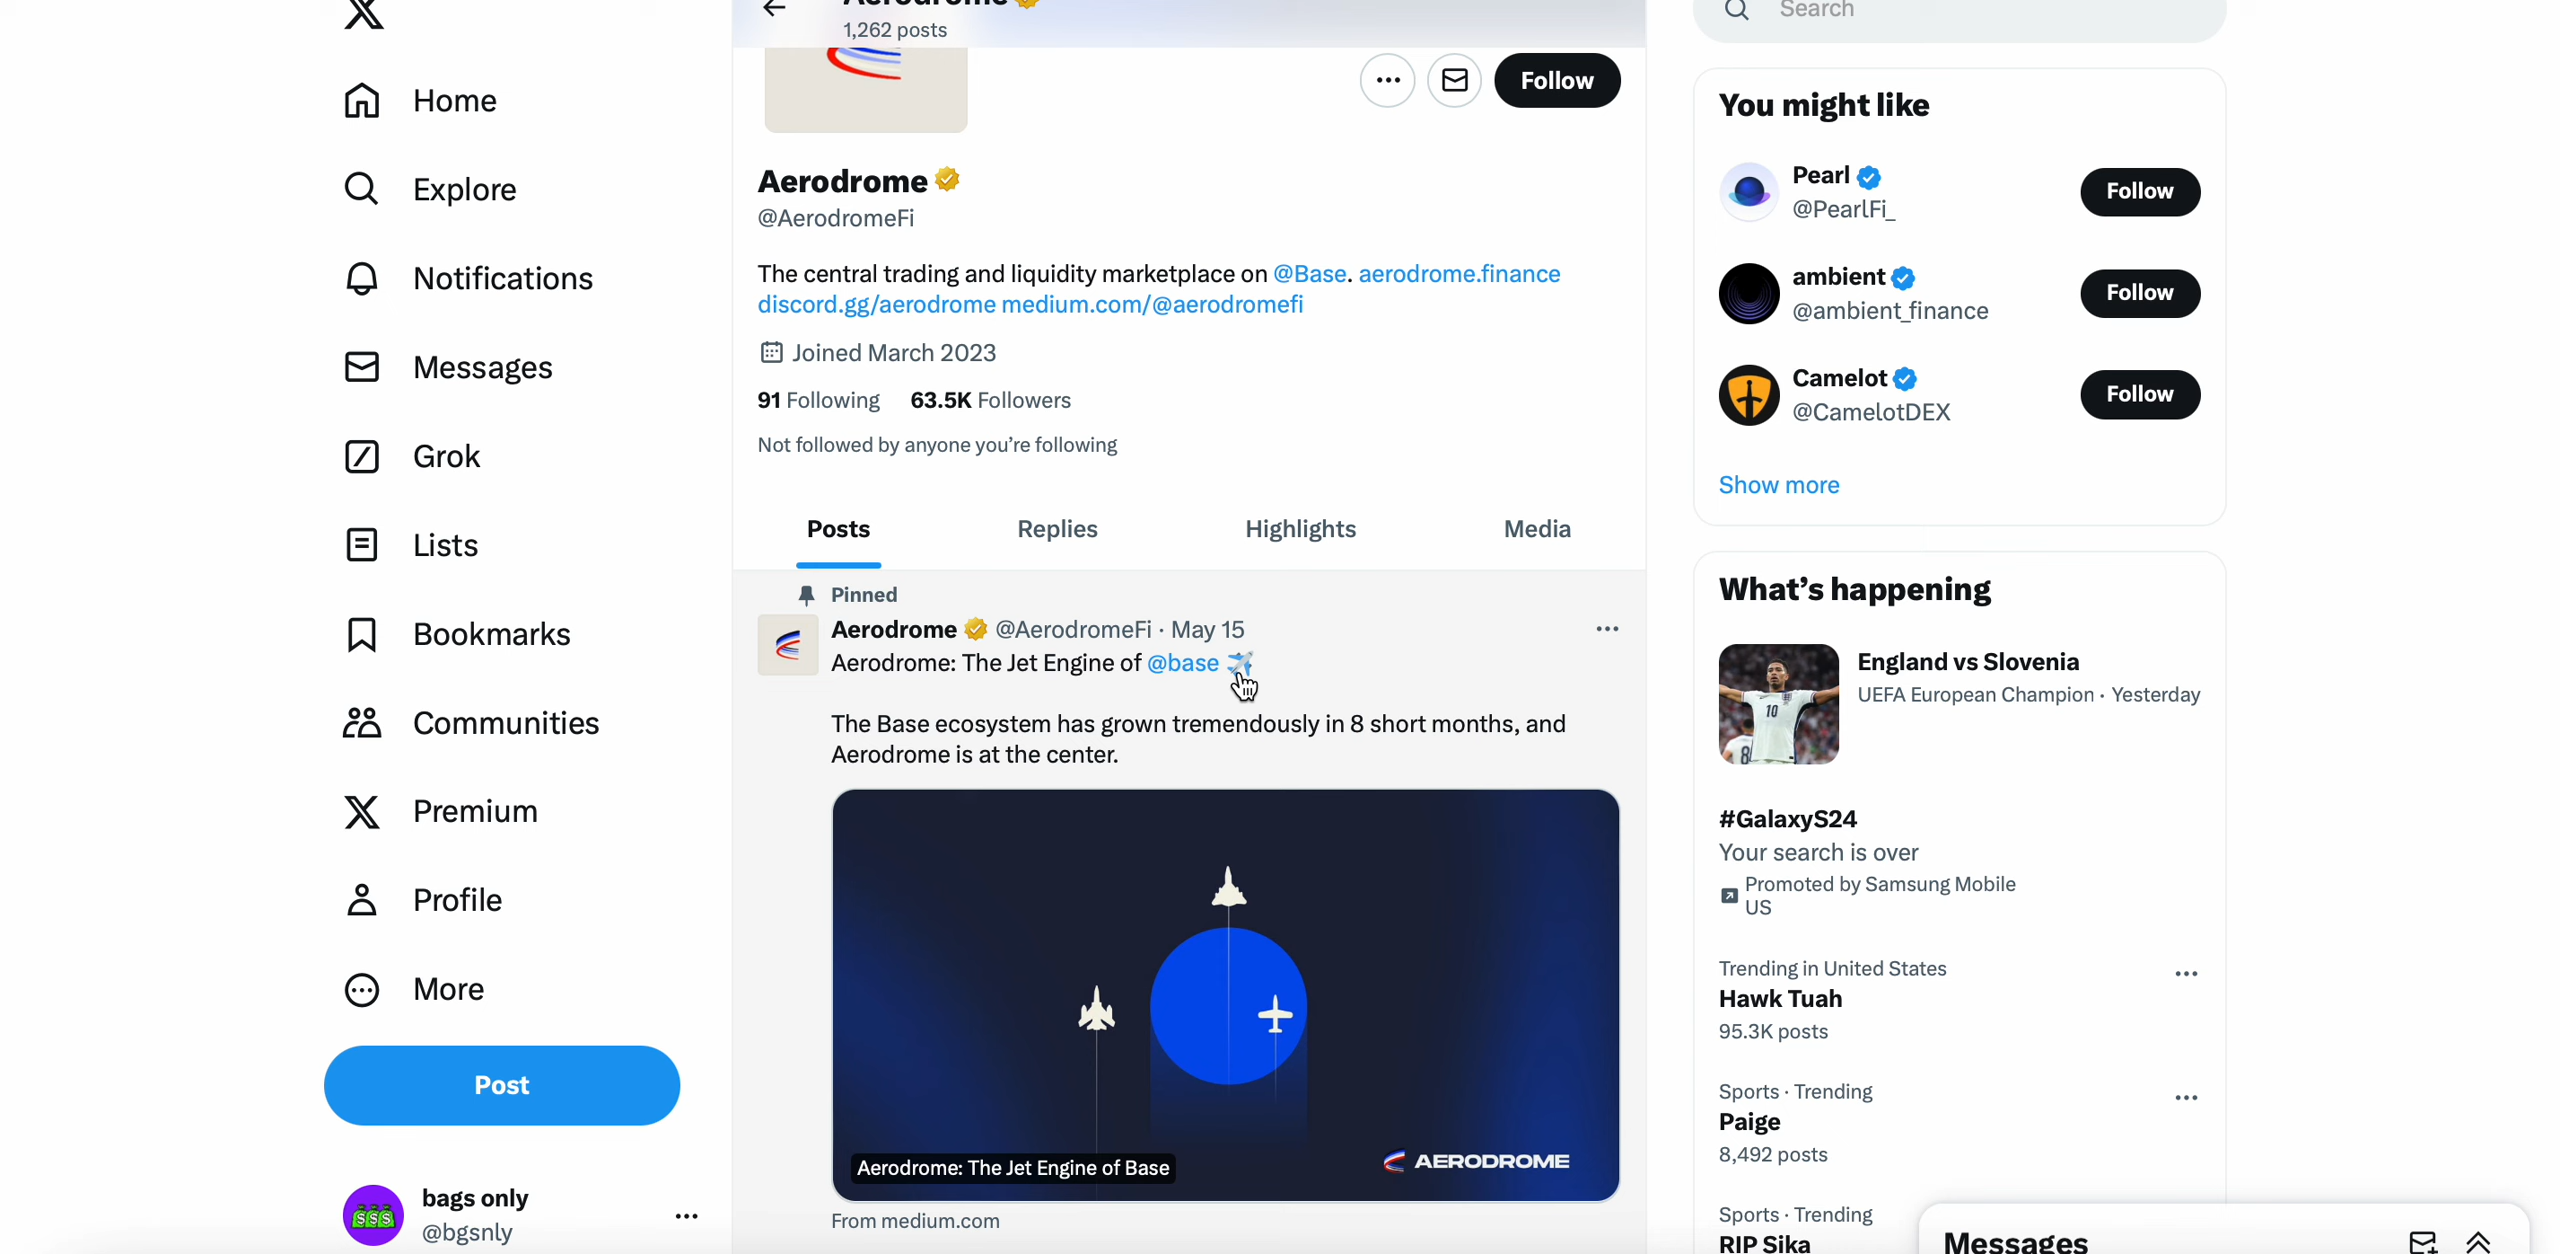 Home
Explore
Notifications
Messages
Grok
Lists
Bookmarks
Communities
Premium
Profile
More
Post
bags only
@bgsnly
Aerodrome
1,262 posts
Follow
Aerodrome
@AerodromeFi
The central trading and liquidity marketplace on @Base. aerodrome.finance
discord.gg/aerodrome medium.com/@aerodromefi
Joined March 2023
91 Following 63.5K Followers
Not followed by anyone you're following
Posts Replies Highlights Media
Pinned
Aerodrome @AerodromeFi · May 15
Aerodrome: The Jet Engine of @base ✈️
The Base ecosystem has grown tremendously in 8 short months, and
Aerodrome is at the center.
Aerodrome: The Jet Engine of Base
AERODROME
From medium.com
Search
You might like
Pearl
@PearlFi_
Follow
ambient
@ambient_finance
Follow
Camelot
@CamelotDEX
Follow
Show more
What's happening
England vs Slovenia
UEFA European Champion · Yesterday
10
8
#GalaxyS24
Your search is over
Promoted by Samsung Mobile
US
Trending in United States
Hawk Tuah
95.3K posts
Sports · Trending
Paige
8,492 posts
Sports · Trending
RIP Sika
Messages